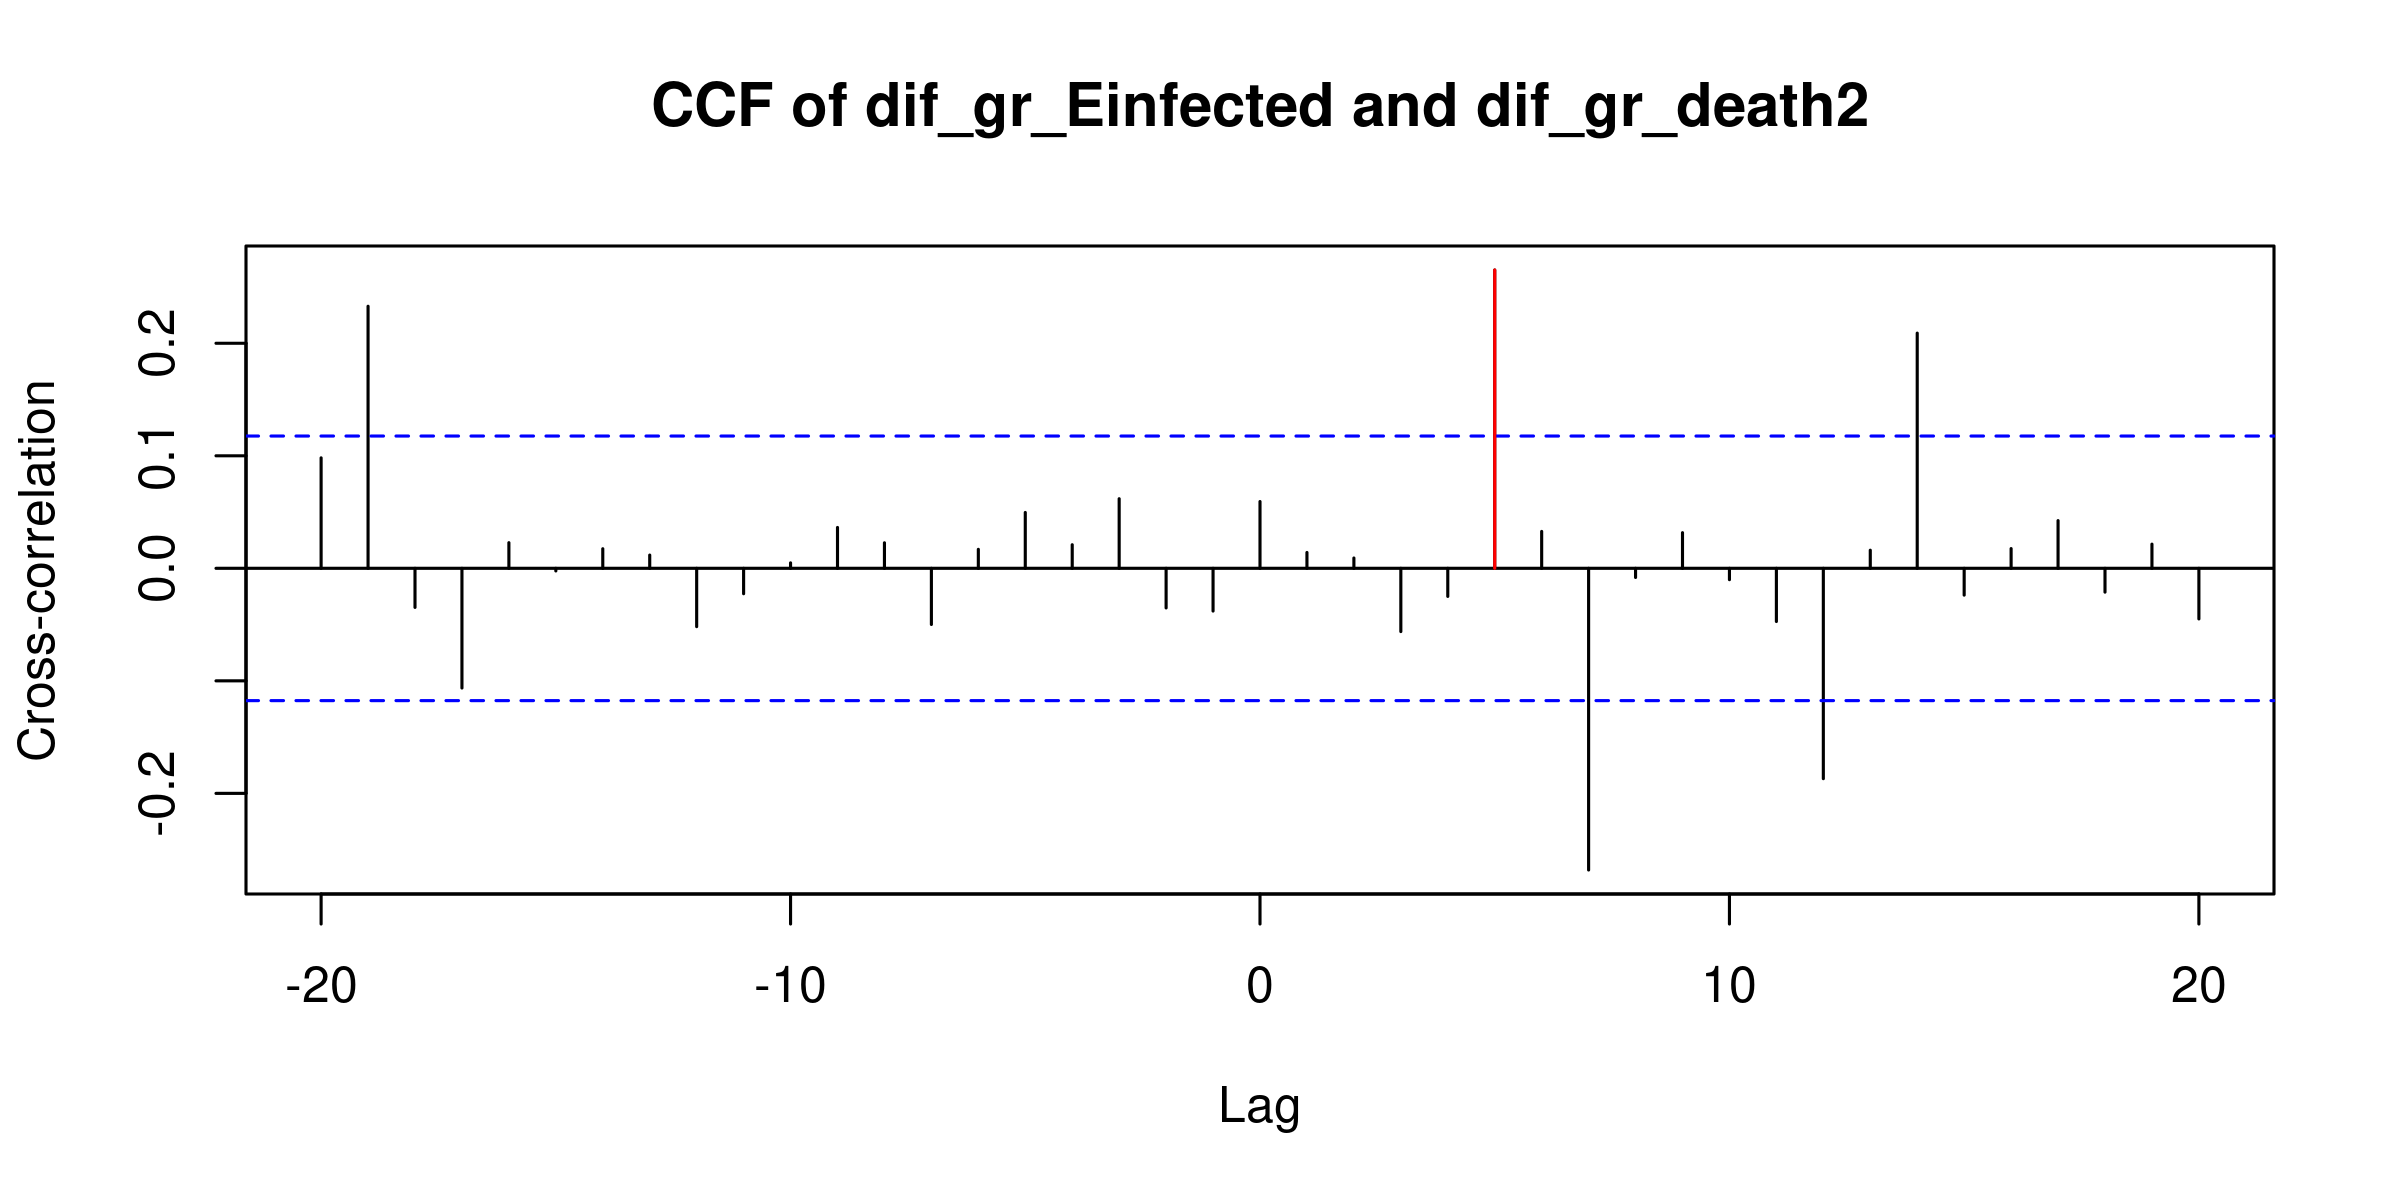 CCF of dif_gr_Einfected and dif_gr_death2
Cross-correlation
0.2
0.1
0.0
-0.2
-20 -10 0 10 20
Lag